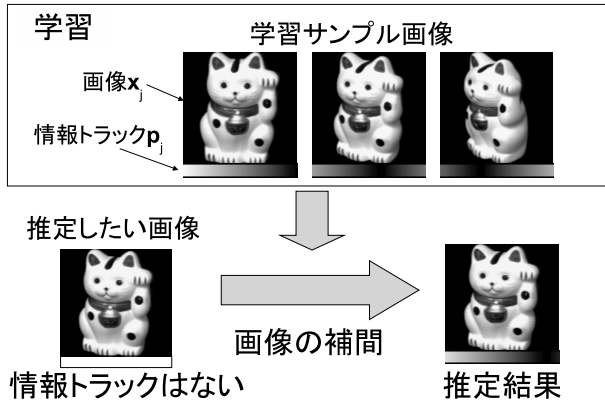 学習
学習サンプル画像
画像xj
情報トラックpj
推定したい画像
画像の補間
情報トラックはない
推定結果